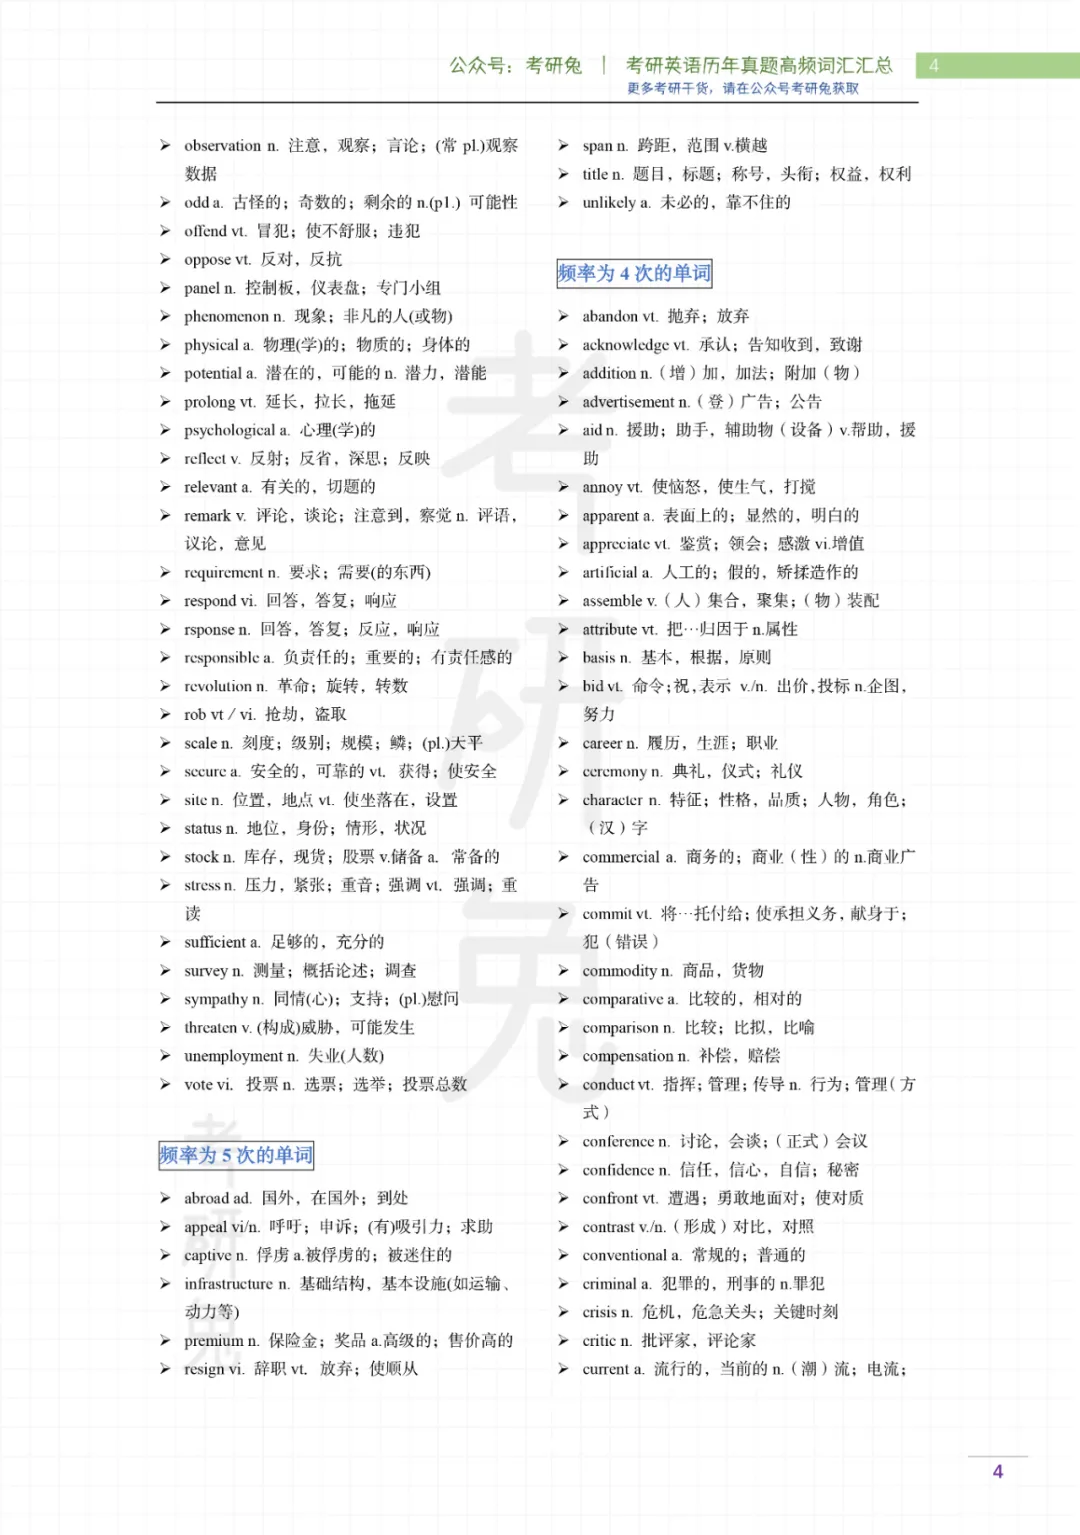 公众号：考研兔 | 考研英语历年真题高频词汇汇总 4
更多考研干货，请在公众号考研兔获取
➢ observation n. 注意，观察；言论；(常 pl.)观察
数据
➢ odd a. 古怪的；奇数的；剩余的 n.(p1.) 可能性
➢ offend vt. 冒犯；使不舒服；违犯
➢ oppose vt. 反对，反抗
➢ panel n. 控制板，仪表盘；专门小组
➢ phenomenon n. 现象；非凡的人(或物)
➢ physical a. 物理(学)的；物质的；身体的
➢ potential a. 潜在的，可能的 n. 潜力，潜能
➢ prolong vt. 延长，拉长，拖延
➢ psychological a. 心理(学)的
➢ reflect v. 反射；反省，深思；反映
➢ relevant a. 有关的，切题的
➢ remark v. 评论，谈论；注意到，察觉 n. 评语，
议论，意见
➢ requirement n. 要求；需要(的东西)
➢ respond vi. 回答，答复；响应
➢ rsponse n. 回答，答复；反应，响应
➢ responsible a. 负责任的；重要的；有责任感的
➢ revolution n. 革命；旋转，转数
➢ rob vt / vi. 抢劫，盗取
➢ scale n. 刻度；级别；规模；鳞；(pl.)天平
➢ secure a. 安全的，可靠的 vt. 获得；使安全
➢ site n. 位置，地点 vt. 使坐落在，设置
➢ status n. 地位，身份；情形，状况
➢ stock n. 库存，现货；股票 v.储备 a. 常备的
➢ stress n. 压力，紧张；重音；强调 vt. 强调；重
读
➢ sufficient a. 足够的，充分的
➢ survey n. 测量；概括论述；调查
➢ sympathy n. 同情(心)；支持；(pl.)慰问
➢ threaten v. (构成)威胁，可能发生
➢ unemployment n. 失业(人数)
➢ vote vi. 投票 n. 选票；选举；投票总数
频率为 5 次的单词
➢ abroad ad. 国外，在国外；到处
➢ appeal vi/n. 呼吁；申诉；(有)吸引力；求助
➢ captive n. 俘虏 a.被俘虏的；被迷住的
➢ infrastructure n. 基础结构，基本设施(如运输、
动力等)
➢ premium n. 保险金；奖品 a.高级的；售价高的
➢ resign vi. 辞职 vt. 放弃；使顺从
➢ span n. 跨距，范围 v.横越
➢ title n. 题目，标题；称号，头衔；权益，权利
➢ unlikely a. 未必的，靠不住的
频率为 4 次的单词
➢ abandon vt. 抛弃；放弃
➢ acknowledge vt. 承认；告知收到，致谢
➢ addition n.（增）加，加法；附加（物）
➢ advertisement n.（登）广告；公告
➢ aid n. 援助；助手，辅助物（设备）v.帮助，援
助
➢ annoy vt. 使恼怒，使生气，打搅
➢ apparent a. 表面上的；显然的，明白的
➢ appreciate vt. 鉴赏；领会；感激 vi.增值
➢ artificial a. 人工的；假的，矫揉造作的
➢ assemble v.（人）集合，聚集；（物）装配
➢ attribute vt. 把…归因于 n.属性
➢ basis n. 基本，根据，原则
➢ bid vt. 命令；祝，表示 v./n. 出价，投标 n.企图，
努力
➢ career n. 履历，生涯；职业
➢ ceremony n. 典礼，仪式；礼仪
➢ character n. 特征；性格，品质；人物，角色；
（汉）字
➢ commercial a. 商务的；商业（性）的 n.商业广
告
➢ commit vt. 将…托付给；使承担义务，献身于；
犯（错误）
➢ commodity n. 商品，货物
➢ comparative a. 比较的，相对的
➢ comparison n. 比较；比拟，比喻
➢ compensation n. 补偿，赔偿
➢ conduct vt. 指挥；管理；传导 n. 行为；管理（方
式）
➢ conference n. 讨论，会谈；（正式）会议
➢ confidence n. 信任，信心，自信；秘密
➢ confront vt. 遭遇；勇敢地面对；使对质
➢ contrast v./n.（形成）对比，对照
➢ conventional a. 常规的；普通的
➢ criminal a. 犯罪的，刑事的 n.罪犯
➢ crisis n. 危机，危急关头；关键时刻
➢ critic n. 批评家，评论家
➢ current a. 流行的，当前的 n.（潮）流；电流；
考研兔
考研兔
4